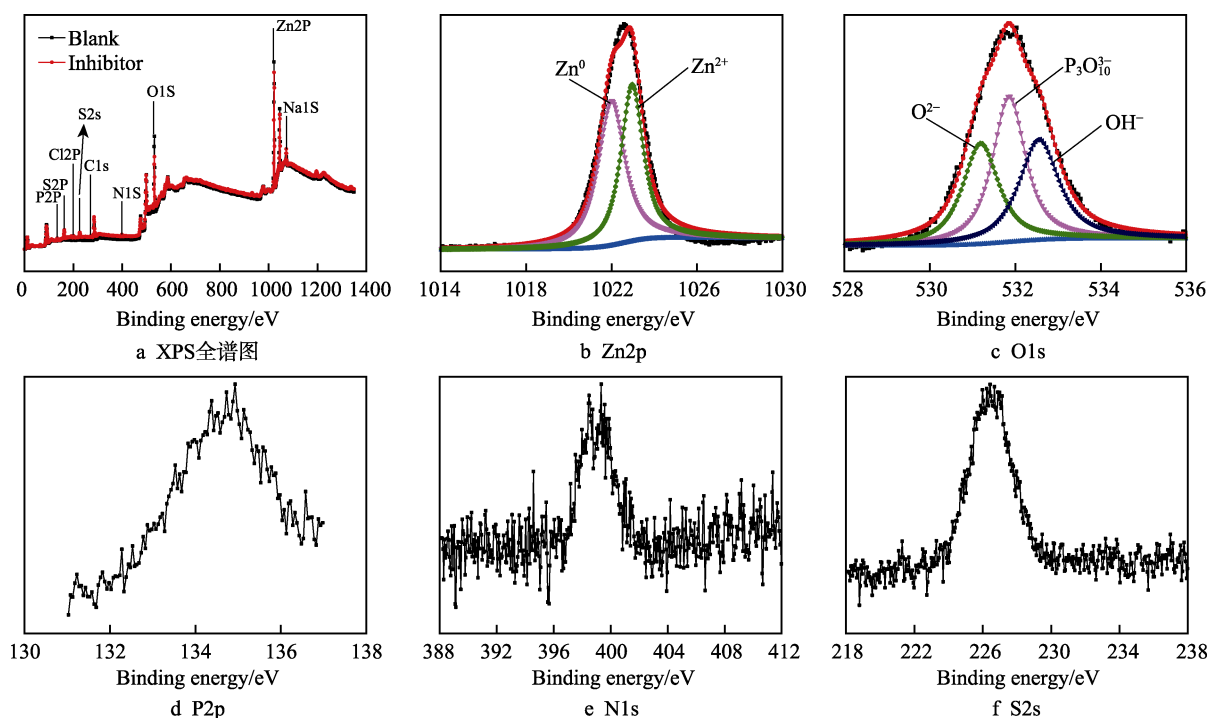 Blank
Inhibitor
Zn2P
Na1S
O1S
S2s
Cl2P
C1s
S2P
P2P
N1S
0 200 400 600 800 1000 1200 1400
Binding energy/eV
a XPS全谱图
Zn⁰
Zn²⁺
1014 1018 1022 1026 1030
Binding energy/eV
b Zn2p
P₃O₁₀³⁻
O²⁻
OH⁻
528 530 532 534 536
Binding energy/eV
c O1s
130 132 134 136 138
Binding energy/eV
d P2p
388 392 396 400 404 408 412
Binding energy/eV
e N1s
218 222 226 230 234 238
Binding energy/eV
f S2s